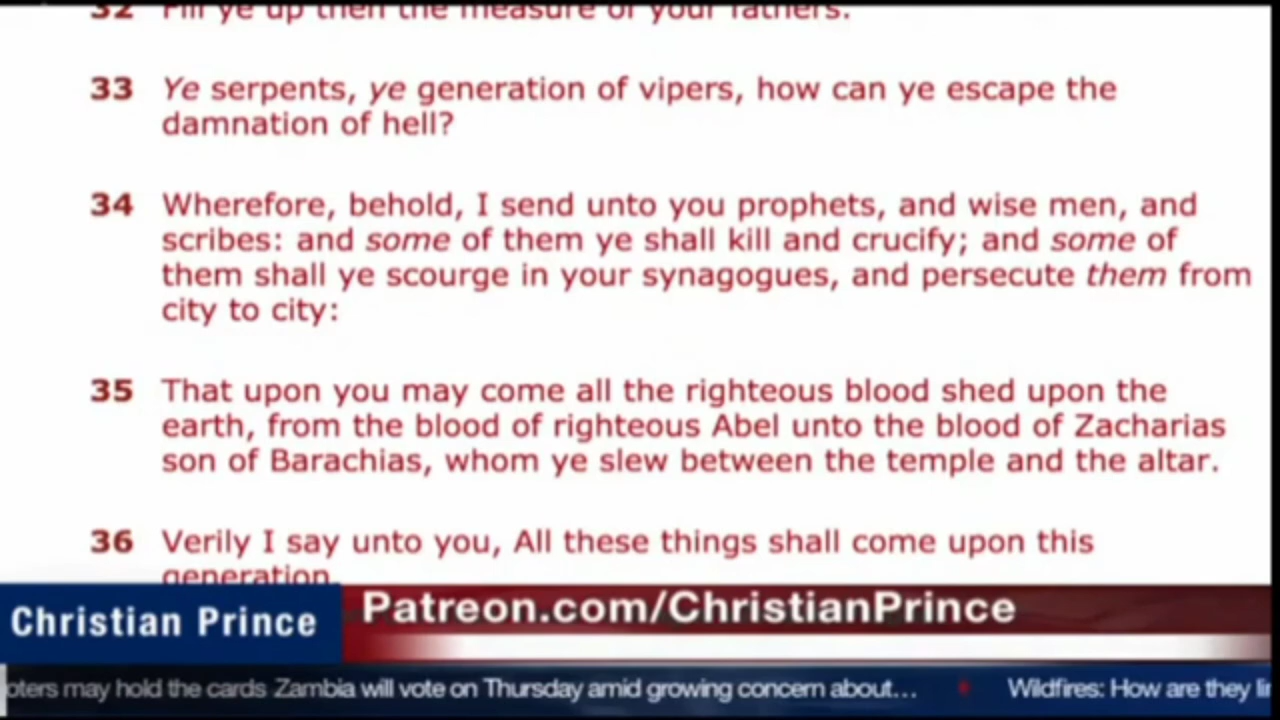 32 Fill ye up then the measure of your fathers.
33 Ye serpents, ye generation of vipers, how can ye escape the
damnation of hell?
34 Wherefore, behold, I send unto you prophets, and wise men, and
scribes: and some of them ye shall kill and crucify; and some of
them shall ye scourge in your synagogues, and persecute them from
city to city:
35 That upon you may come all the righteous blood shed upon the
earth, from the blood of righteous Abel unto the blood of Zacharias
son of Barachias, whom ye slew between the temple and the altar.
36 Verily I say unto you, All these things shall come upon this
generation.
Christian Prince
Patreon.com/ChristianPrince
oters may hold the cards Zambia will vote on Thursday amid growing concern about... Wildfires: How are they